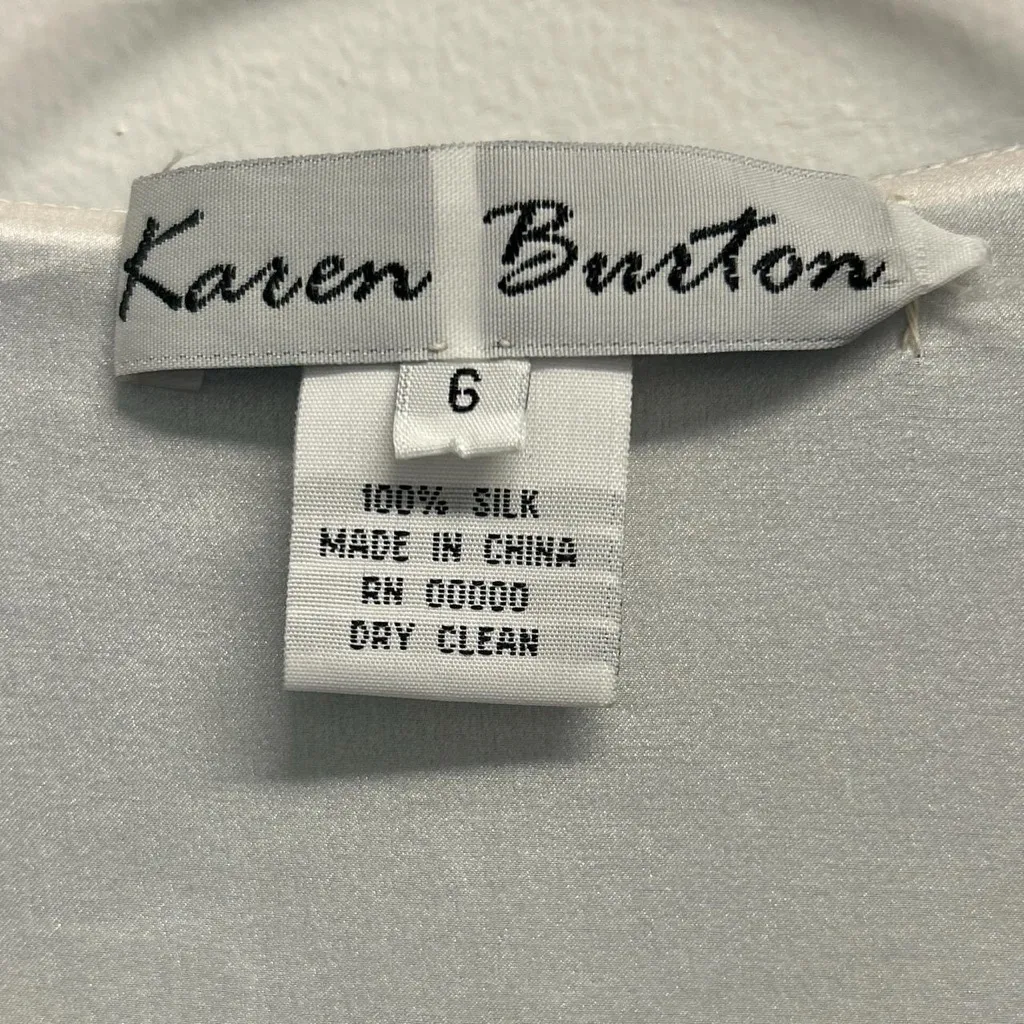 Karen Burton
6
100% SILK
MADE IN CHINA
RN 00000
DRY CLEAN